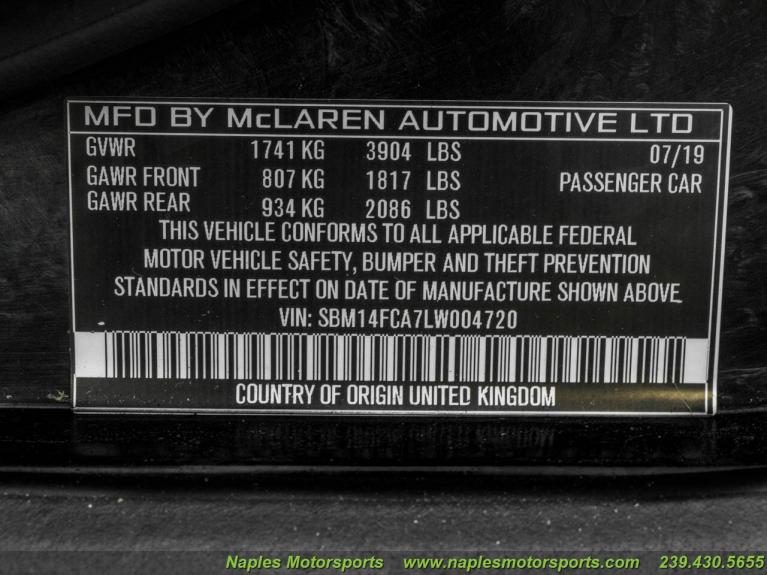 MFD BY McLAREN AUTOMOTIVE LTD
GVWR 1741 KG 3904 LBS 07/19
GAWR FRONT 807 KG 1817 LBS PASSENGER CAR
GAWR REAR 934 KG 2086 LBS
THIS VEHICLE CONFORMS TO ALL APPLICABLE FEDERAL
MOTOR VEHICLE SAFETY, BUMPER AND THEFT PREVENTION
STANDARDS IN EFFECT ON DATE OF MANUFACTURE SHOWN ABOVE.
VIN: SBM14FCA7LW004720
COUNTRY OF ORIGIN UNITED KINGDOM
Naples Motorsports www.naplesmotorsports.com 239.430.5655